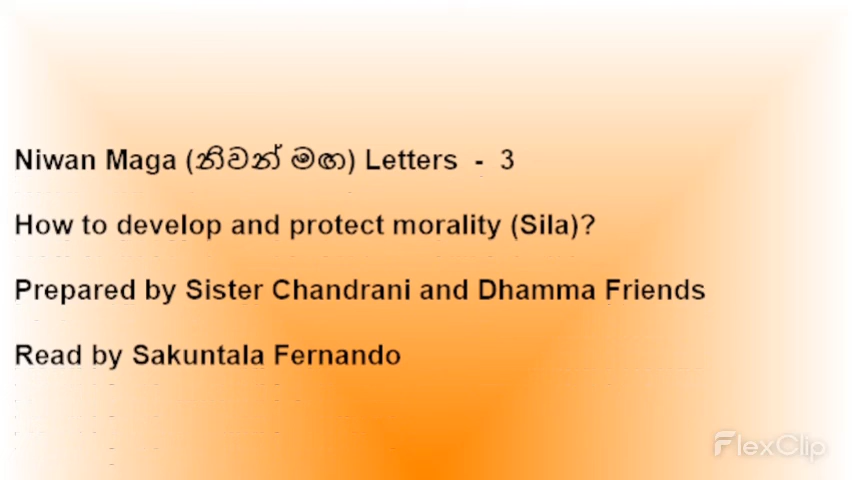 Niwan Maga (නිවන් මඟ) Letters - 3
How to develop and protect morality (Sila)?
Prepared by Sister Chandrani and Dhamma Friends
Read by Sakuntala Fernando
FlexClip